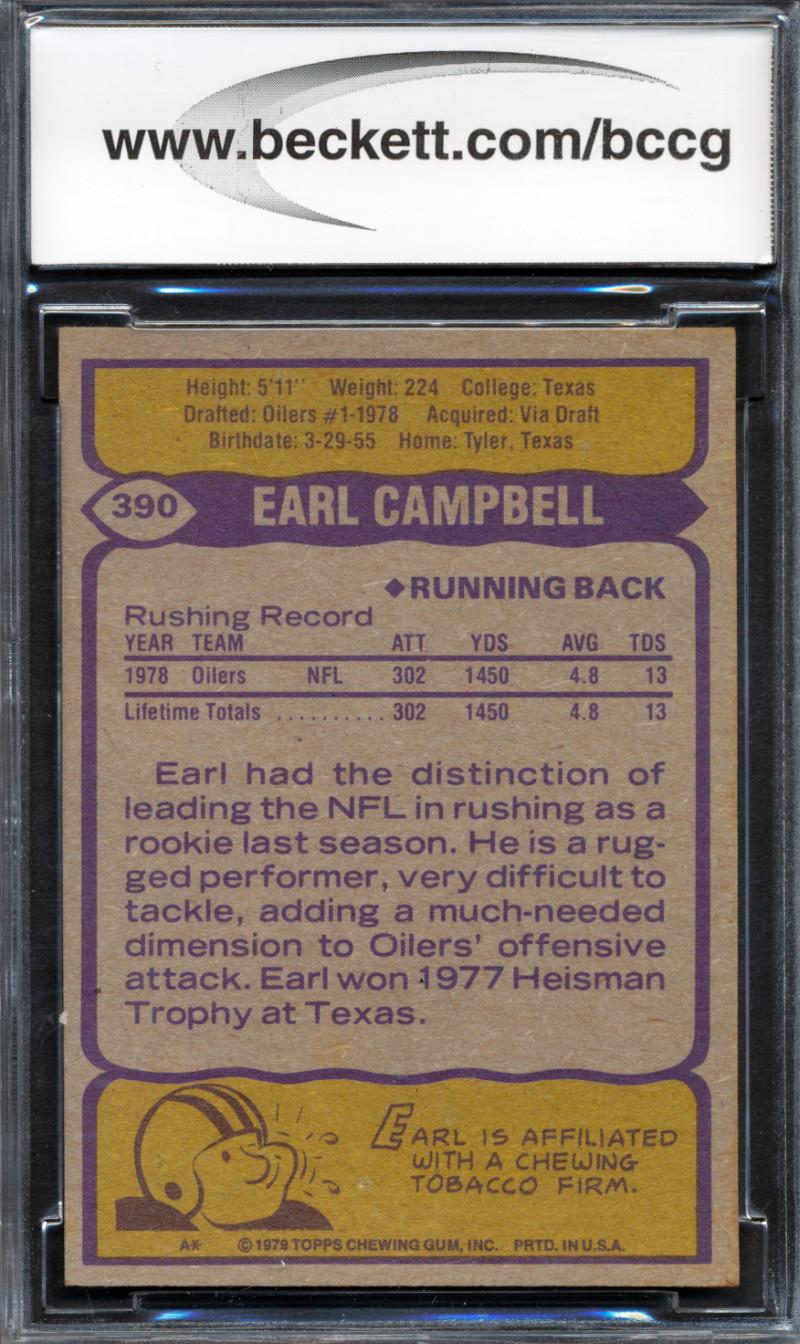 www.beckett.com/bccg
Height: 5'11'' Weight: 224 College: Texas
Drafted: Oilers #1-1978 Acquired: Via Draft
Birthdate: 3-29-55 Home: Tyler, Texas
390 EARL CAMPBELL
◆RUNNING BACK
Rushing Record
YEAR TEAM ATT YDS AVG TDS
1978 Oilers NFL 302 1450 4.8 13
Lifetime Totals .......... 302 1450 4.8 13
Earl had the distinction of
leading the NFL in rushing as a
rookie last season. He is a rug-
ged performer, very difficult to
tackle, adding a much-needed
dimension to Oilers' offensive
attack. Earl won 1977 Heisman
Trophy at Texas.
EARL IS AFFILIATED
WITH A CHEWING
TOBACCO FIRM.
A* © 1979 TOPPS CHEWING GUM, INC. PRTD. IN U.S.A.